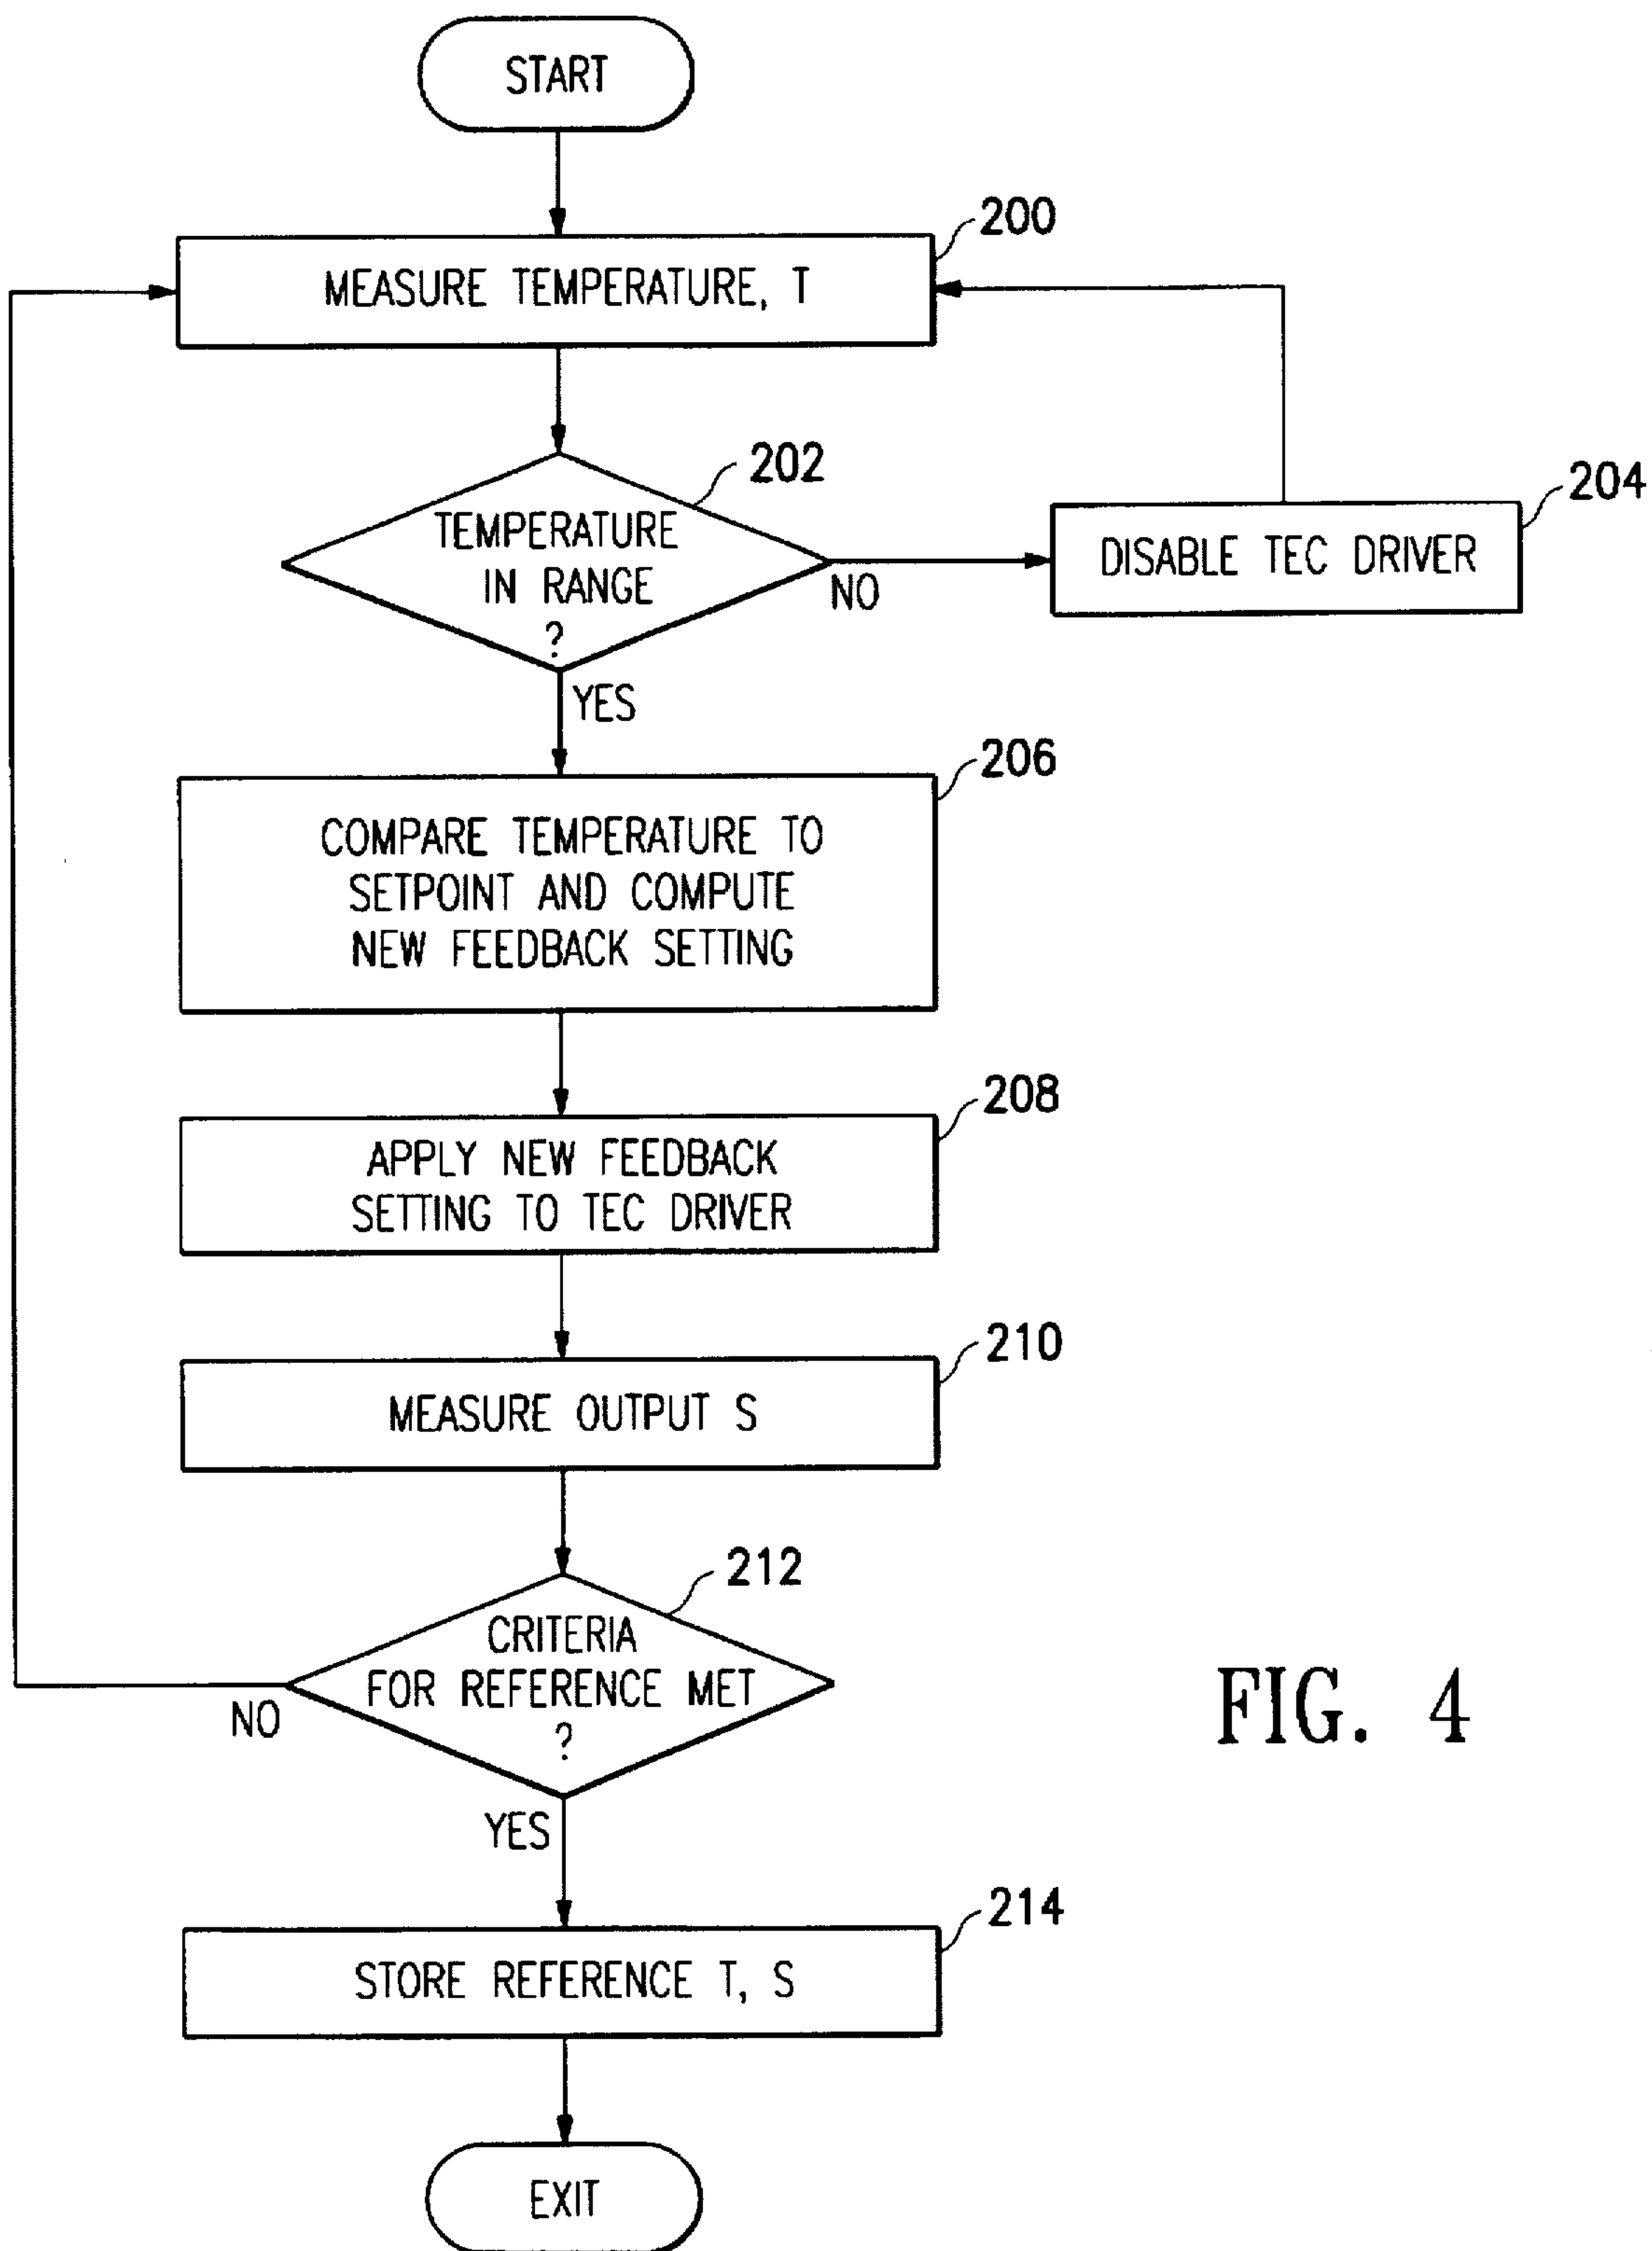 START
200
MEASURE TEMPERATURE, T
202
TEMPERATURE
IN RANGE
?
NO
204
DISABLE TEC DRIVER
YES
206
COMPARE TEMPERATURE TO
SETPOINT AND COMPUTE
NEW FEEDBACK SETTING
208
APPLY NEW FEEDBACK
SETTING TO TEC DRIVER
210
MEASURE OUTPUT S
212
CRITERIA
FOR REFERENCE MET
?
NO
YES
214
STORE REFERENCE T, S
EXIT
FIG. 4